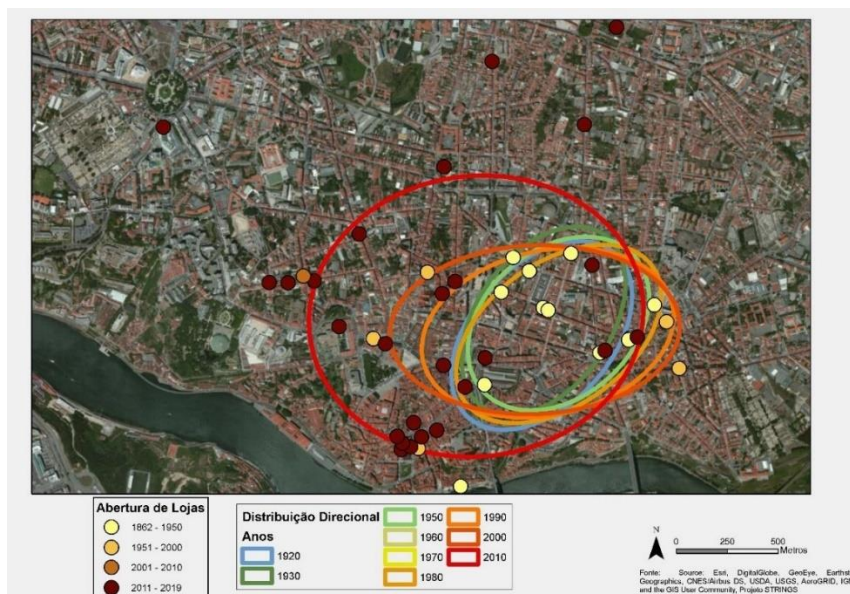 Abertura de Lojas
1862 - 1950
1951 - 2000
2001 - 2010
2011 - 2019
Distribuição Direcional
Anos
1920
1930
1950
1960
1970
1980
1990
2000
2010
N
0 250 500
Metros
Fonte: Source: Esri, DigitalGlobe, GeoEye, Earthst
Geographics, CNES/Airbus DS, USDA, USGS, AeroGRID, IG
and the GIS User Community, Projeto STRINGS